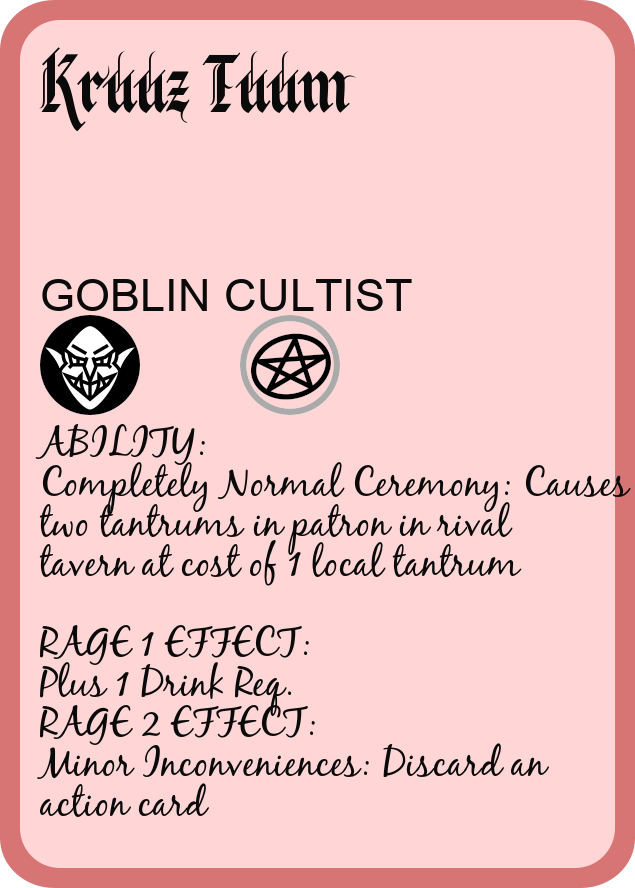 Kruuz Tuum
GOBLIN CULTIST
ABILITY:
Completely Normal Ceremony: Causes
two tantrums in patron in rival
tavern at cost of 1 local tantrum
RAGE 1 EFFECT:
Plus 1 Drink Req.
RAGE 2 EFFECT:
Minor Inconveniences: Discard an
action card